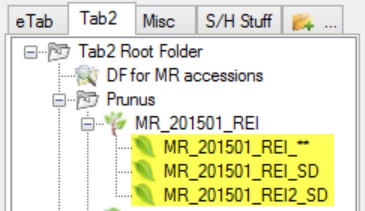 eTab Tab2 Misc S/H Stuff ...
Tab2 Root Folder
DF for MR accessions
Prunus
MR_201501_REI
MR_201501_REI_**
MR_201501_REI_SD
MR_201501_REI2_SD